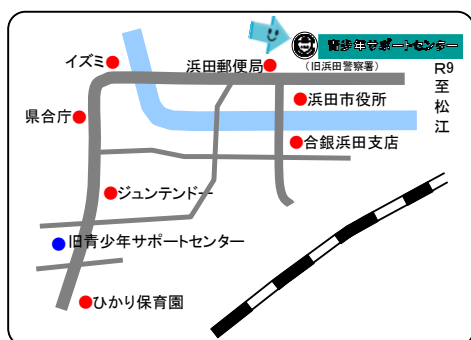 青少年サポートセンター
イズミ
浜田郵便局
(旧浜田警察署)
R9
至松江
県合庁
浜田市役所
合銀浜田支店
ジュンテンドー
旧青少年サポートセンター
ひかり保育園